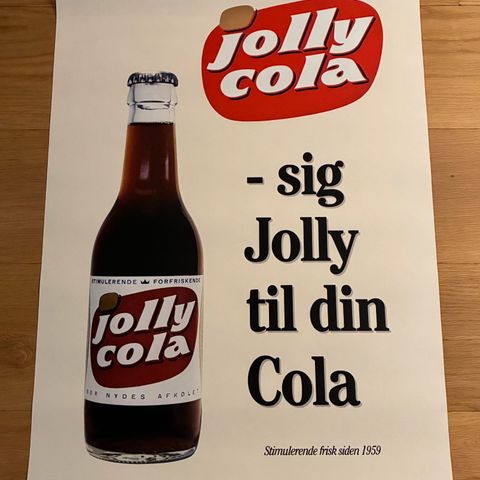 jolly
cola
- sig
Jolly
til din
Cola
STIMULERENDE FORFRISKENDE
jolly
cola
BØR NYDES AFKØLET
Stimulerende frisk siden 1959